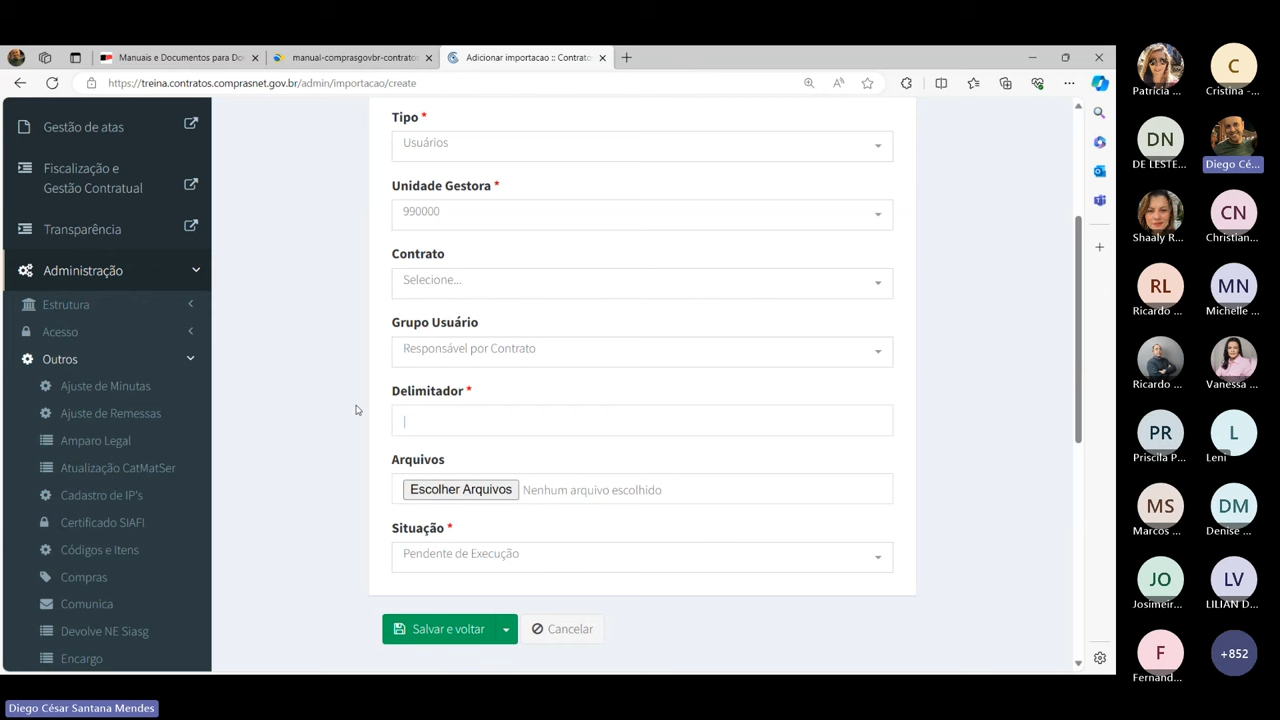 Manuais e Documentos para Do
manual-comprasgovbr-contrato
Adicionar importacao :: Contrato
https://treina.contratos.comprasnet.gov.br/admin/importacao/create
Gestão de atas
Fiscalização e
Gestão Contratual
Transparência
Administração
Estrutura
Acesso
Outros
Ajuste de Minutas
Ajuste de Remessas
Amparo Legal
Atualização CatMatSer
Cadastro de IP's
Certificado SIAFI
Códigos e Itens
Compras
Comunica
Devolve NE Siasg
Encargo
Tipo *
Usuários
Unidade Gestora *
990000
Contrato
Selecione...
Grupo Usuário
Responsável por Contrato
Delimitador *
|
Arquivos
Escolher Arquivos Nenhum arquivo escolhido
Situação *
Pendente de Execução
Salvar e voltar
Cancelar
Patricia ...
C
Cristina -...
DN
DE LESTE...
Diego Cé...
Shaaly R...
CN
Christian...
RL
Ricardo ...
MN
Michelle ...
Ricardo ...
Vanessa ...
PR
Priscila P...
L
Leni
MS
Marcos ...
DM
Denise ...
JO
Josimeir...
LV
LILIAN D...
F
Fernand...
+852
Diego César Santana Mendes